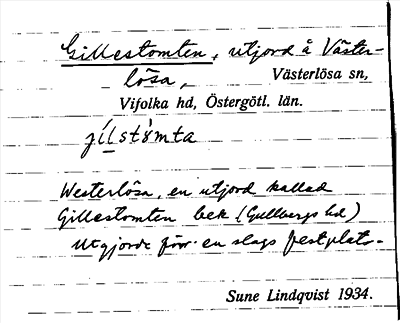 Gillestomten, utjord å Väster-
lösa, Västerlösa sn,
Vifolka hd, Östergötl. län.
jílstòmta
Westerlösa, en utjord kallad
Gillestomten bek (Gullbergs hd)
utgjorde förr en slags festplats.
Sune Lindqvist 1934.